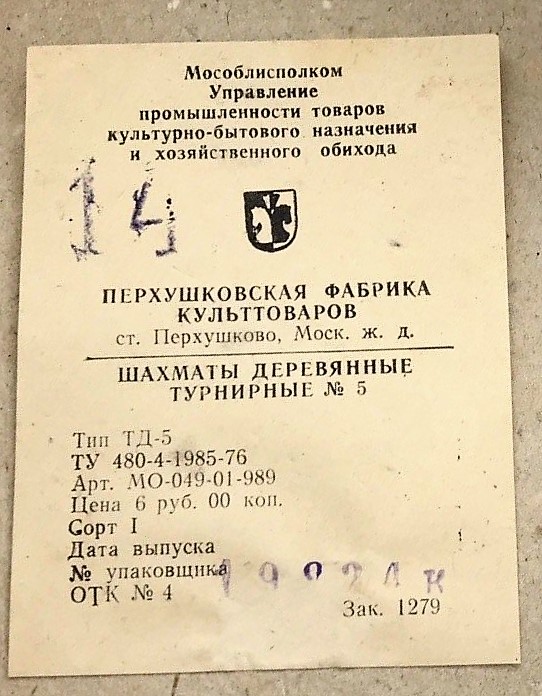 Мособлисполком
Управление
промышленности товаров
культурно-бытового назначения
и хозяйственного обихода
14
ПЕРХУШКОВСКАЯ ФАБРИКА
КУЛЬТТОВАРОВ
ст. Перхушково, Моск. ж. д.
ШАХМАТЫ ДЕРЕВЯННЫЕ
ТУРНИРНЫЕ № 5
Тип ТД-5
ТУ 480-4-1985-76
Арт. МО-049-01-989
Цена 6 руб. 00 коп.
Сорт I
Дата выпуска
№ упаковщика
ОТК № 4
Зак. 1279